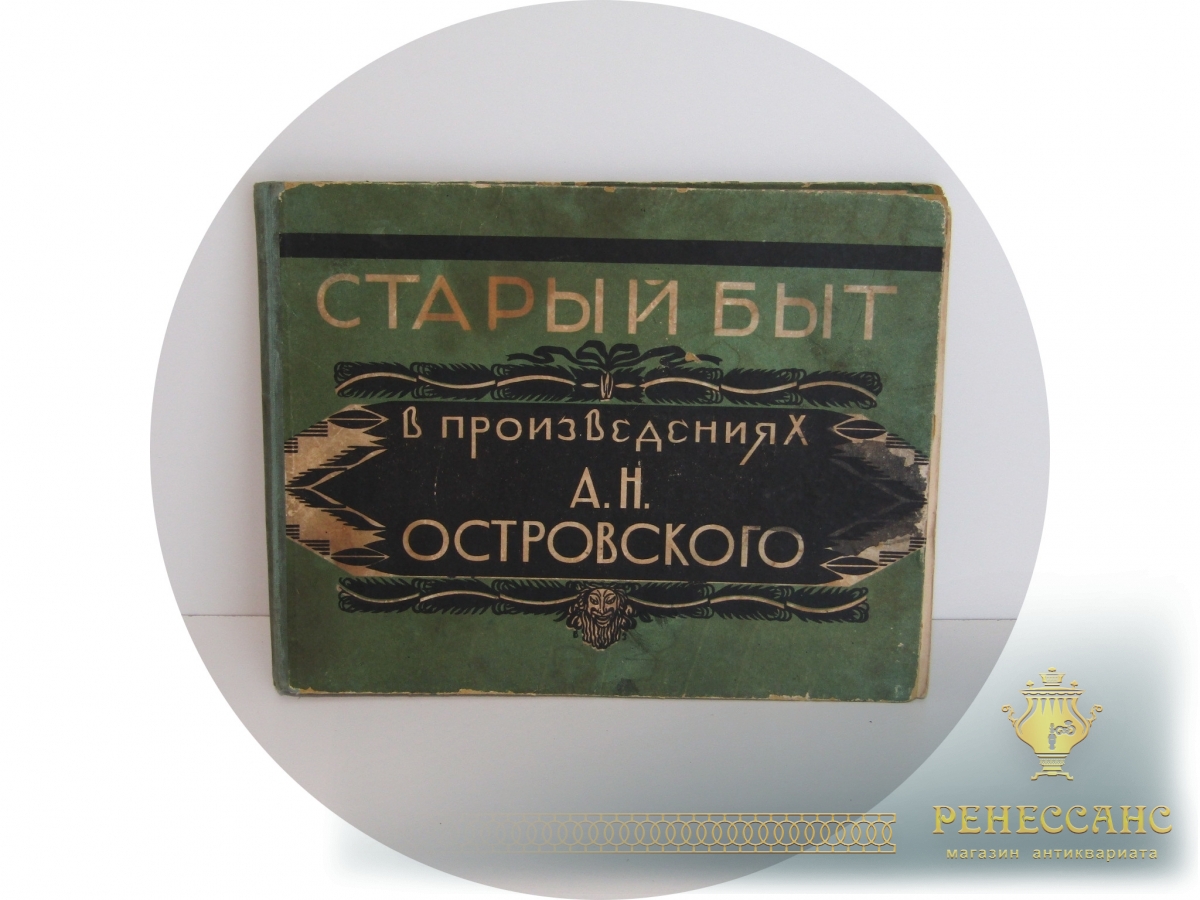 СТАРЫЙ БЫТ
В ПРОИЗВЕДЕНИЯХ
А.Н.
ОСТРОВСКОГО
РЕНЕССАНС
магазин антиквариата